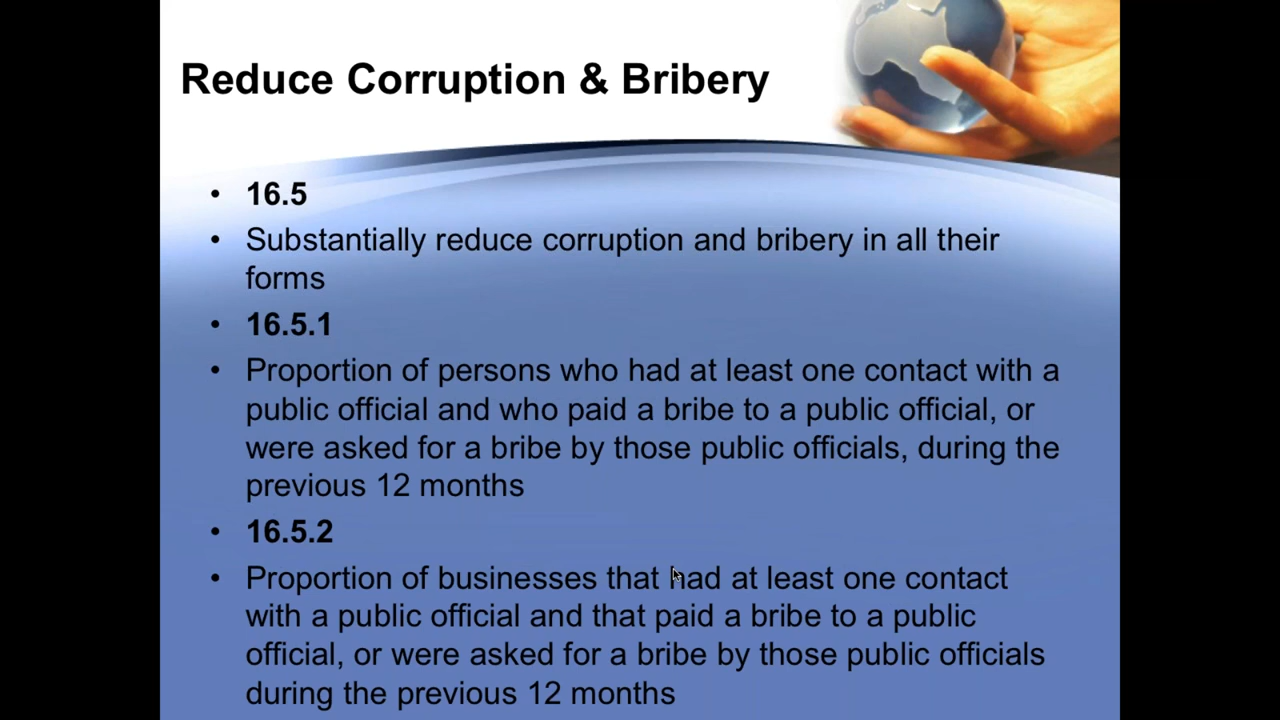 Reduce Corruption & Bribery
• 16.5
• Substantially reduce corruption and bribery in all their
forms
• 16.5.1
• Proportion of persons who had at least one contact with a
public official and who paid a bribe to a public official, or
were asked for a bribe by those public officials, during the
previous 12 months
• 16.5.2
• Proportion of businesses that had at least one contact
with a public official and that paid a bribe to a public
official, or were asked for a bribe by those public officials
during the previous 12 months